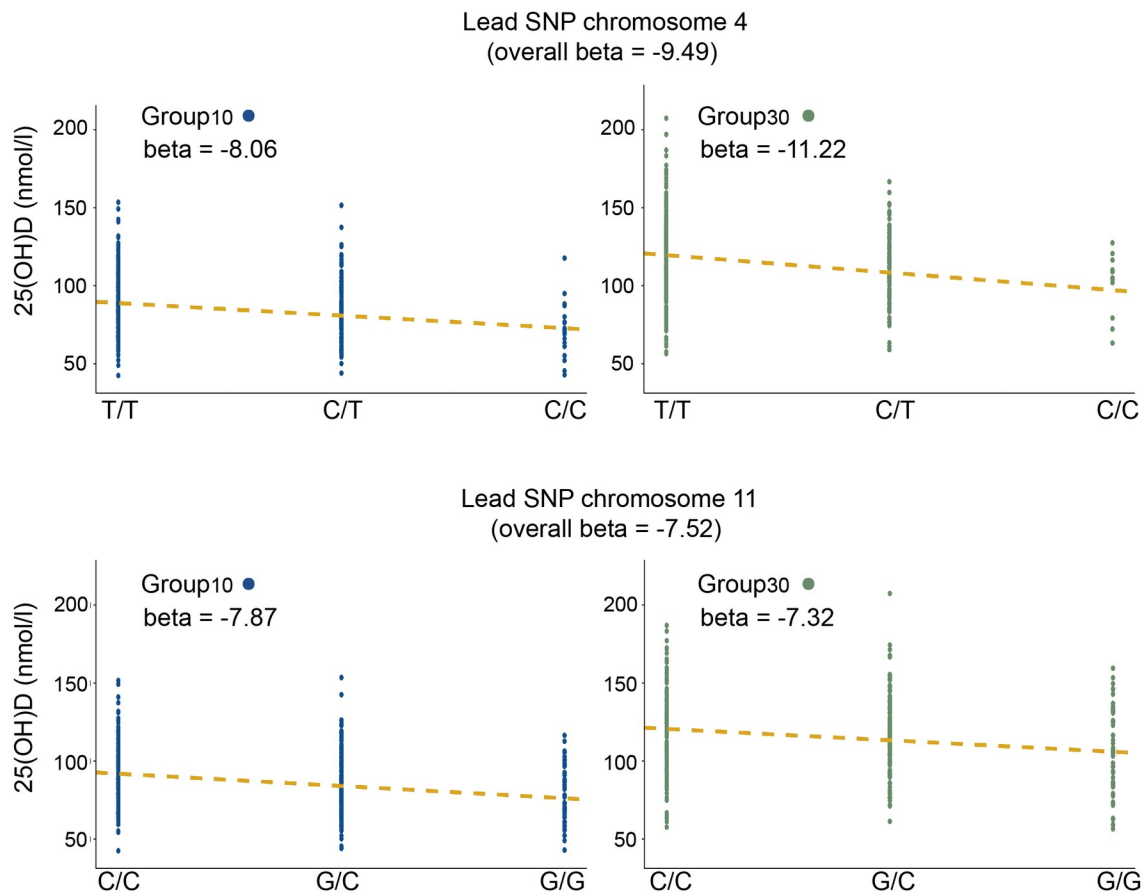 Lead SNP chromosome 4
(overall beta = -9.49)
25(OH)D (nmol/l)
200
150
100
50
Group10
beta = -8.06
T/T C/T C/C
200
150
100
50
Group30
beta = -11.22
T/T C/T C/C
Lead SNP chromosome 11
(overall beta = -7.52)
25(OH)D (nmol/l)
200
150
100
50
Group10
beta = -7.87
C/C G/C G/G
200
150
100
50
Group30
beta = -7.32
C/C G/C G/G